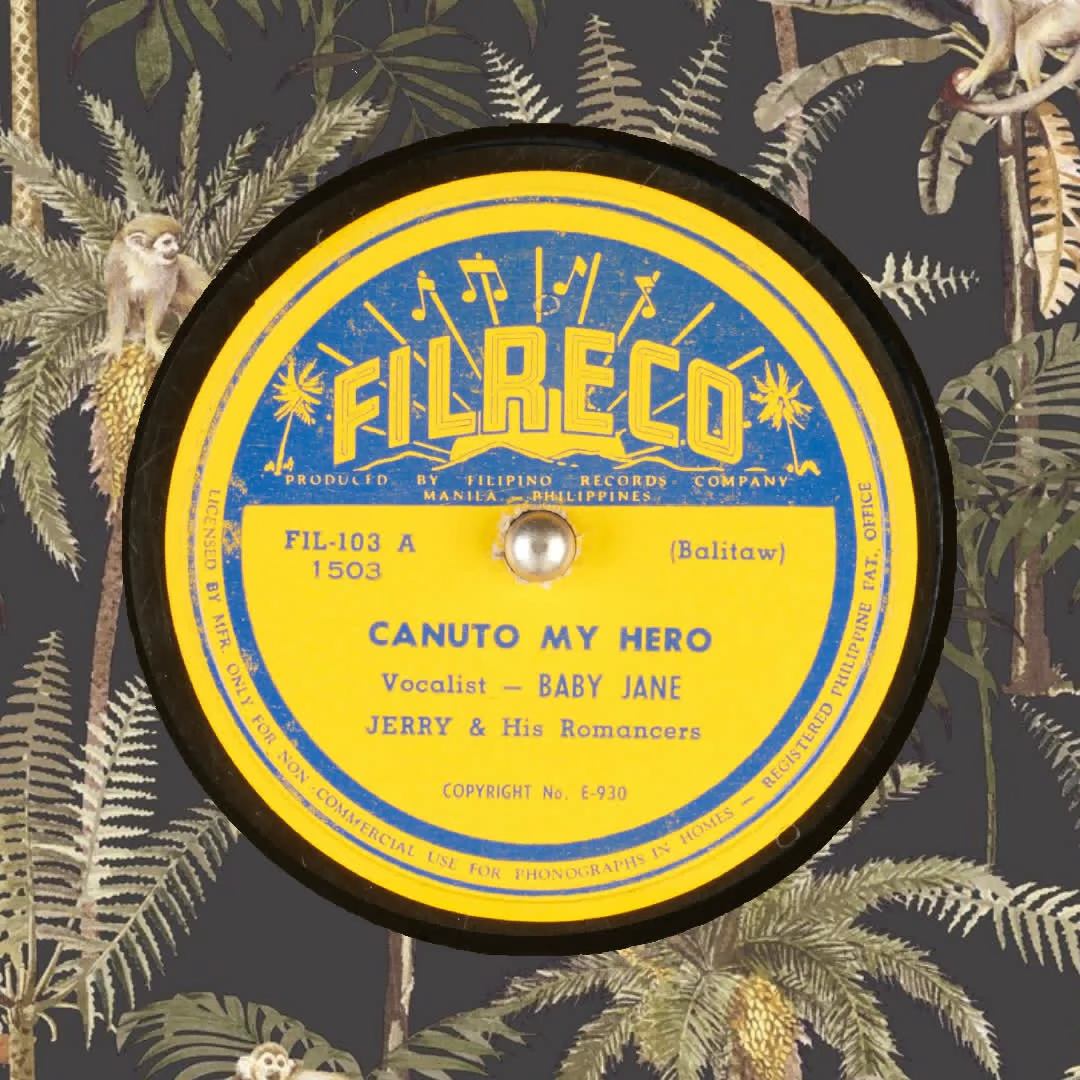 FILRECO
PRODUCED BY FILIPINO RECORDS COMPANY
MANILA – PHILIPPINES
FIL-103 A
1503
(Balitaw)
CANUTO MY HERO
Vocalist – BABY JANE
JERRY & His Romancers
COPYRIGHT No. E-930
LICENSED BY MFR. ONLY FOR NON-COMMERCIAL USE FOR PHONOGRAPHS IN HOMES – REGISTERED PHILIPPINE PAT. OFFICE